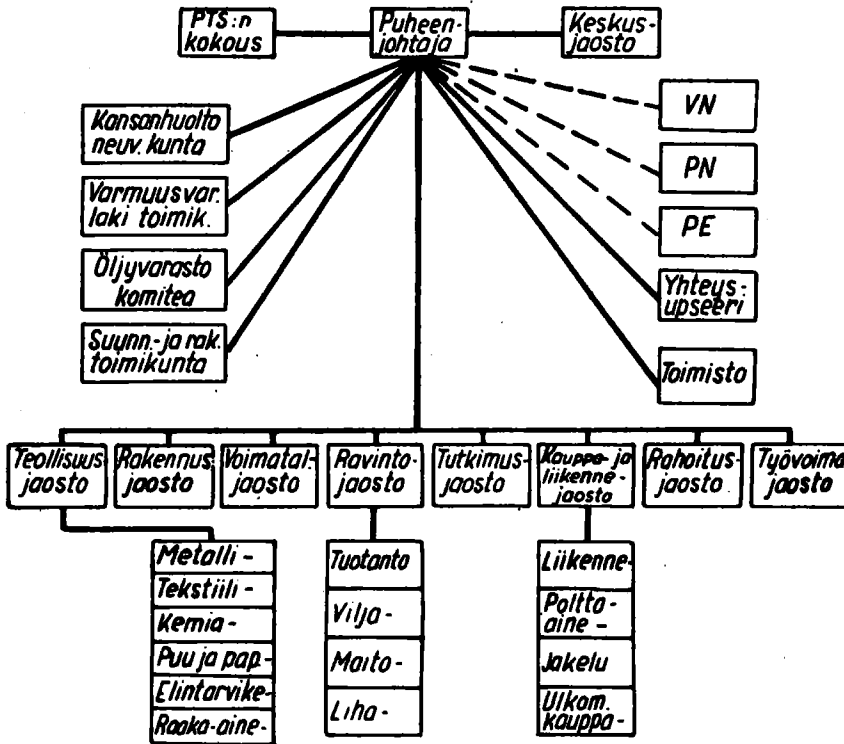 PTS:n
kokous
Puheen-
johtaja
Keskus-
jaosto
Kansanhuolto
neuv. kunta
Varmuusvar.
laki toimik.
Öljyvarasto
komitea
Suunn.- ja rak.
toimikunta
VN
PN
PE
Yhteys-
upseeri
Toimisto
Teollisuus
jaosto
Rakennus-
jaosto
Voimatal-
jaosto
Ravinto-
jaosto
Tutkimus-
jaosto
Kauppa- ja
liikenne-
jaosto
Rahoitus-
jaosto
Työvoima
jaosto
Metalli-
Tekstiili-
Kemia-
Puu ja pap.-
Elintarvike-
Raaka-aine-
Tuotanto
Vilja-
Maito-
Liha-
Liikenne-
Poltto-
aine-
Jakelu
Ulkom.
kauppa-